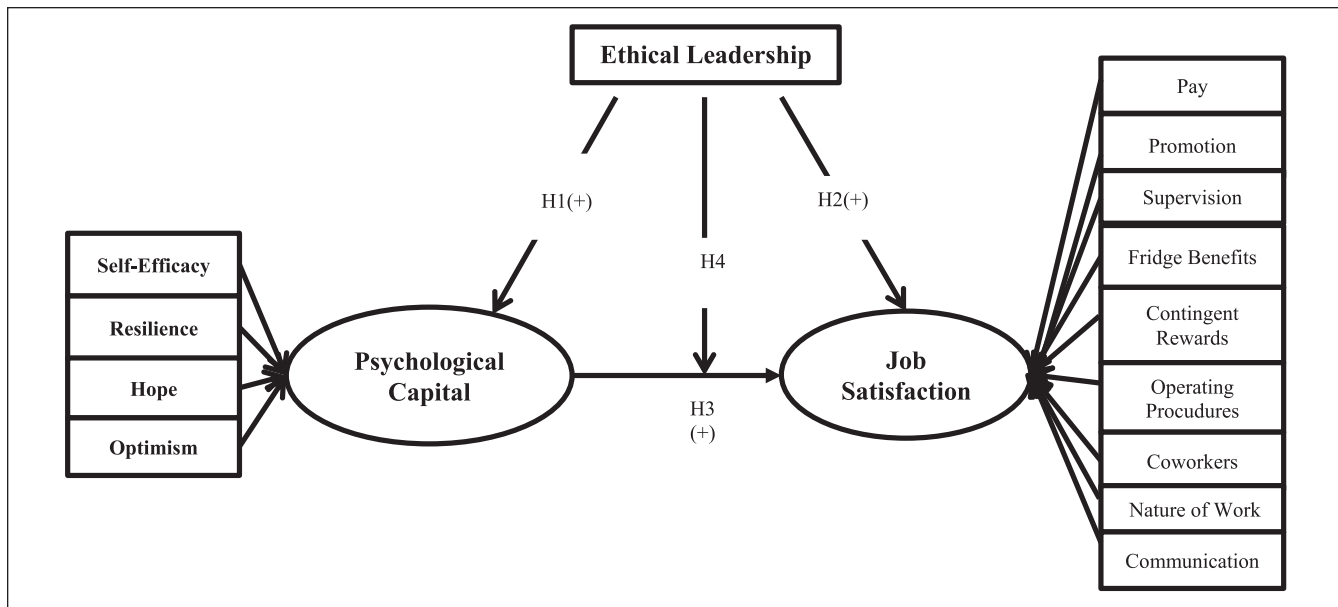 Ethical Leadership
H1(+)
H2(+)
H4
Self-Efficacy
Resilience
Hope
Optimism
Psychological
Capital
H3
(+)
Job
Satisfaction
Pay
Promotion
Supervision
Fridge Benefits
Contingent
Rewards
Operating
Procudures
Coworkers
Nature of Work
Communication